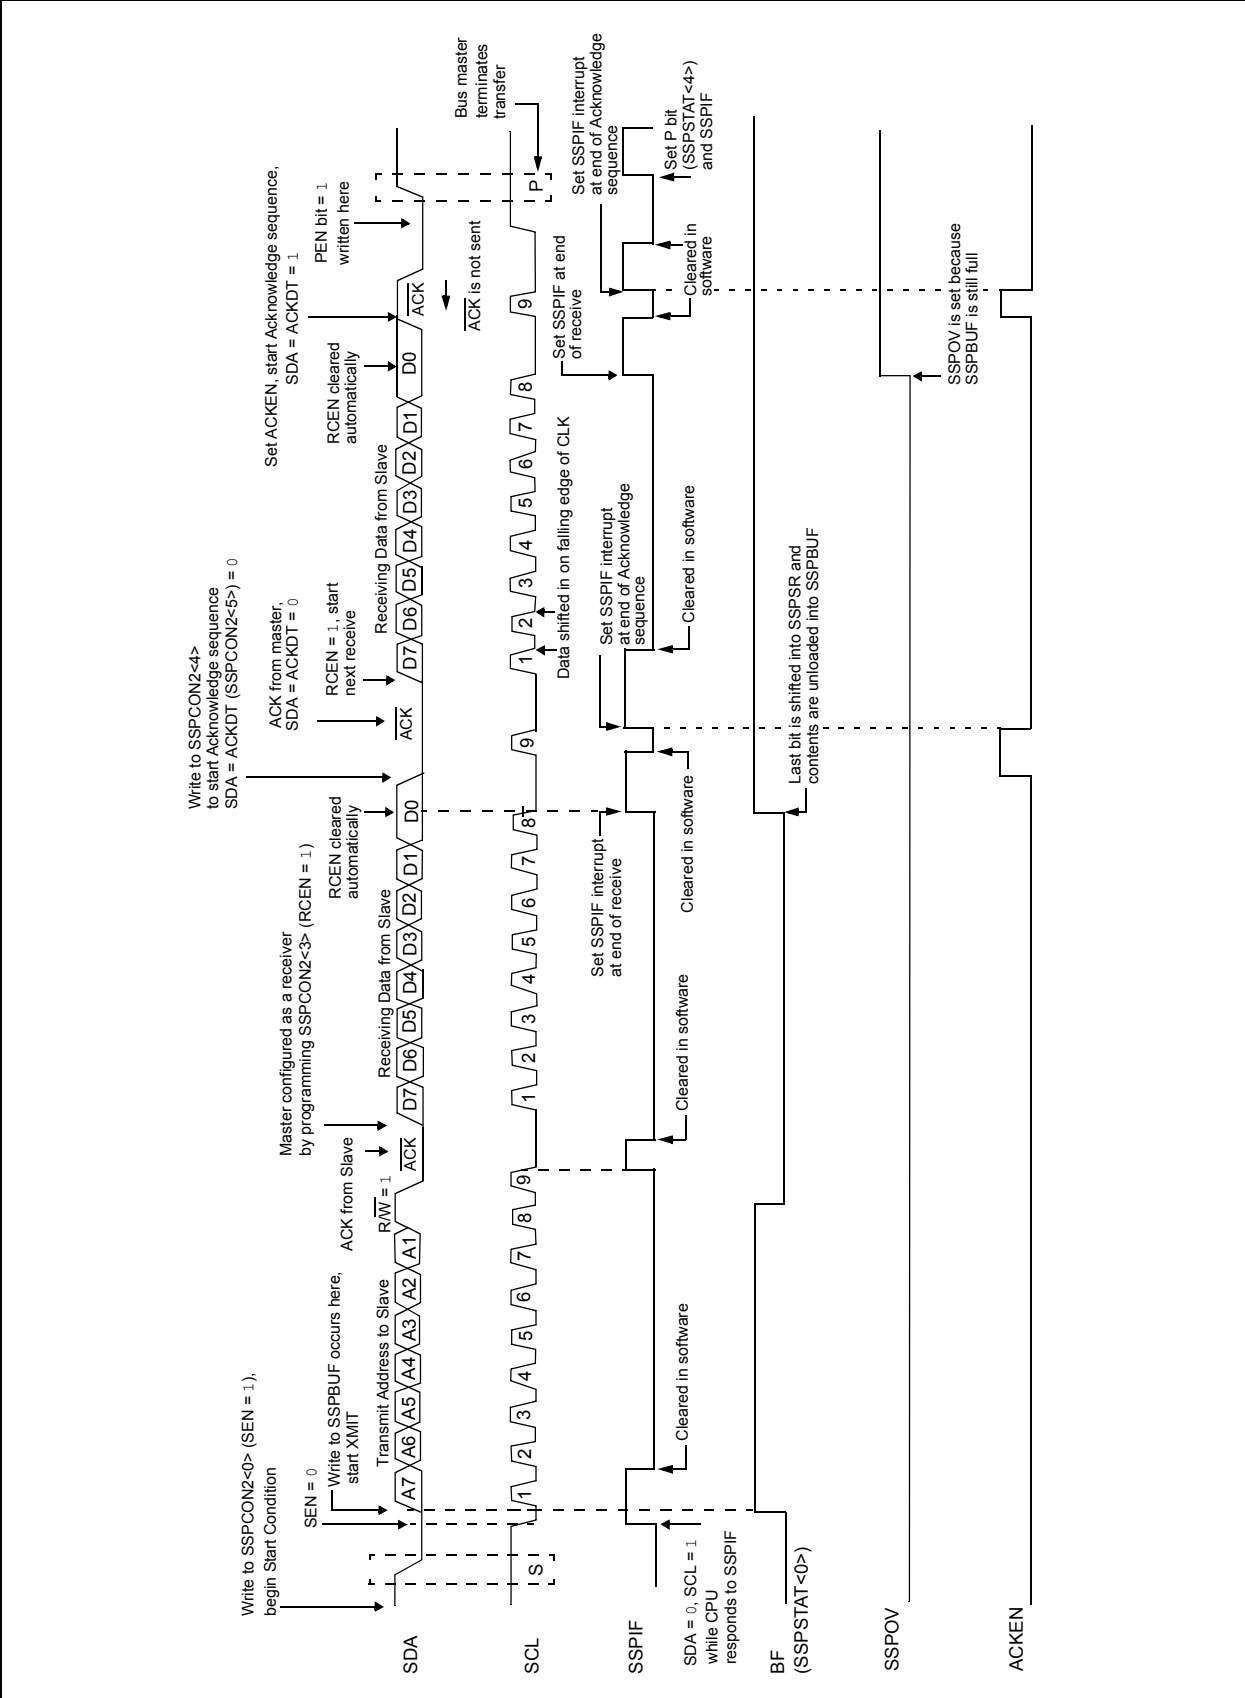 Write to SSPCON2<0> (SEN = 1),
begin Start Condition
SEN = 0
Write to SSPBUF occurs here,
start XMIT
Transmit Address to Slave
R/W = 1
ACK from Slave
Master configured as a receiver
by programming SSPCON2<3> (RCEN = 1)
Receiving Data from Slave
RCEN cleared
automatically
Write to SSPCON2<4>
to start Acknowledge sequence
SDA = ACKDT (SSPCON2<5>) = 0
ACK from master,
SDA = ACKDT = 0
RCEN = 1, start
next receive
Receiving Data from Slave
RCEN cleared
automatically
Set ACKEN, start Acknowledge sequence,
SDA = ACKDT = 1
PEN bit = 1
written here
SDA
A7 A6 A5 A4 A3 A2 A1
ACK
D7 D6 D5 D4 D3 D2 D1 D0
ACK
D7 D6 D5 D4 D3 D2 D1 D0
ACK
ACK is not sent
Bus master
terminates
transfer
SCL
S
1 2 3 4 5 6 7 8 9
1 2 3 4 5 6 7 8 9
1 2 3 4 5 6 7 8 9
P
Data shifted in on falling edge of CLK
Set SSPIF interrupt
at end of receive
Set SSPIF interrupt
at end of Acknowledge
sequence
Set SSPIF at end
of receive
Set SSPIF interrupt
at end of Acknowledge
sequence
SSPIF
SDA = 0, SCL = 1
while CPU
responds to SSPIF
Cleared in software
Cleared in software
Cleared in software
Cleared in software
Cleared in
software
Set P bit
(SSPSTAT<4>)
and SSPIF
BF
(SSPSTAT<0>)
Last bit is shifted into SSPSR and
contents are unloaded into SSPBUF
SSPOV
SSPOV is set because
SSPBUF is still full
ACKEN